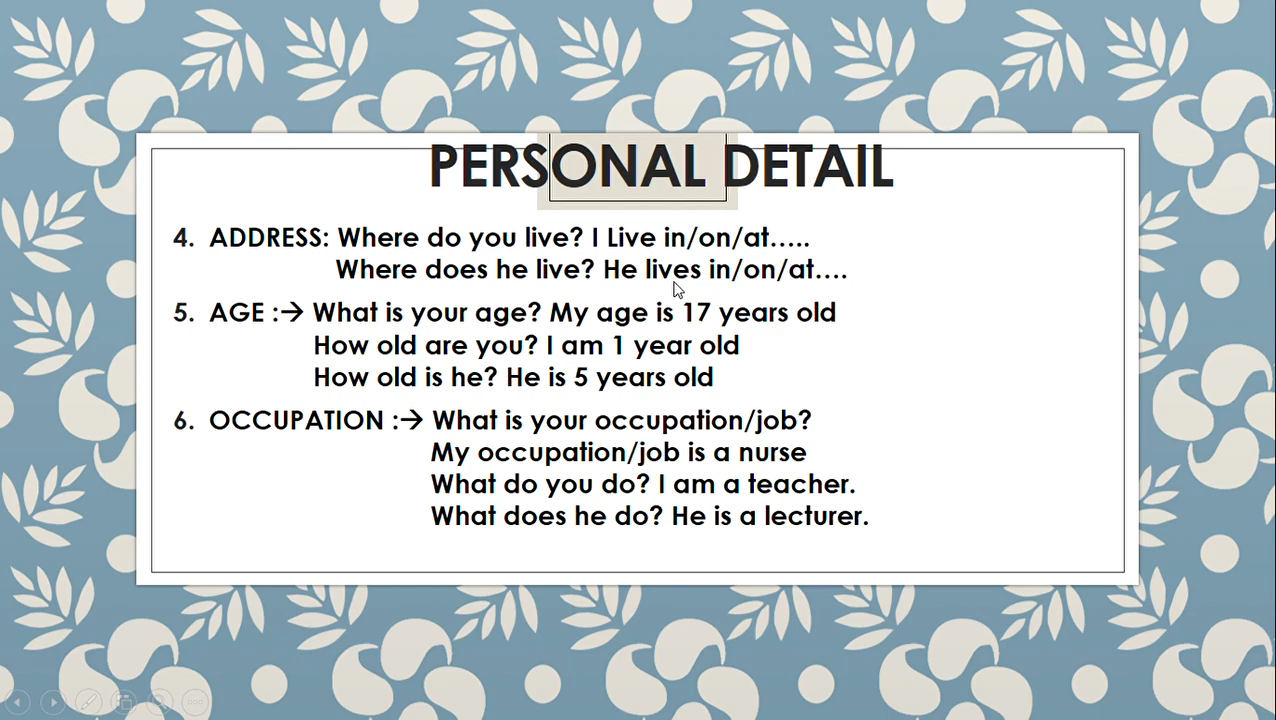 PERSONAL DETAIL
4. ADDRESS: Where do you live? I Live in/on/at.....
Where does he live? He lives in/on/at....
5. AGE :→ What is your age? My age is 17 years old
How old are you? I am 1 year old
How old is he? He is 5 years old
6. OCCUPATION :→ What is your occupation/job?
My occupation/job is a nurse
What do you do? I am a teacher.
What does he do? He is a lecturer.